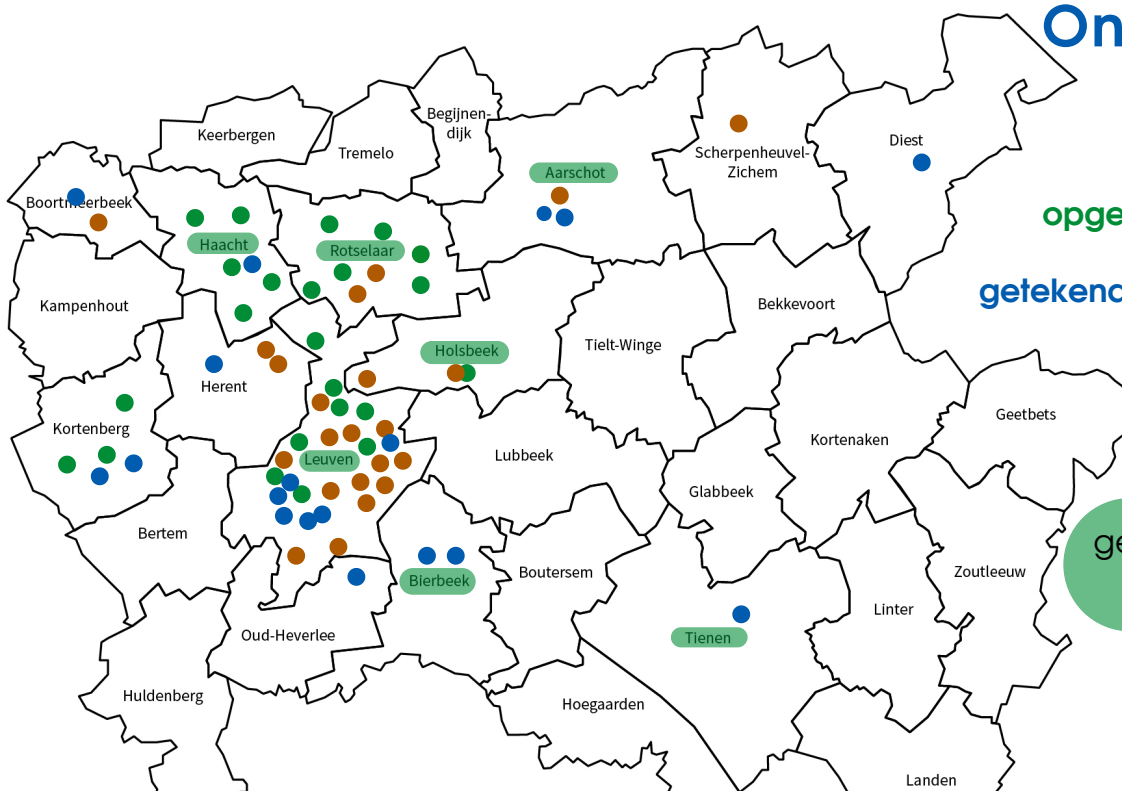 On
Begijnen-
dijk
Keerbergen
Tremelo
Scherpenheuvel-
Zichem
Diest
Aarschot
Boortmeerbeek
opge
Haacht
Rotselaar
getekend
Kampenhout
Bekkevoort
Holsbeek
Tielt-Winge
Herent
Geetbets
Kortenberg
Kortenaken
Lubbeek
Leuven
Glabbeek
Bertem
ge
Boutersem
Zoutleeuw
Bierbeek
Linter
Oud-Heverlee
Tienen
Huldenberg
Hoegaarden
Landen